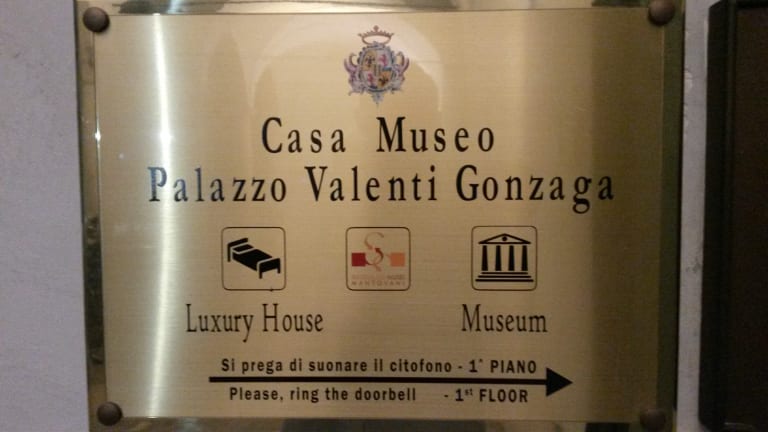 Casa Museo
Palazzo Valenti Gonzaga
MANTOVANI
Luxury House
Museum
Si prega di suonare il citofono - 1° PIANO
Please, ring the doorbell - 1st FLOOR